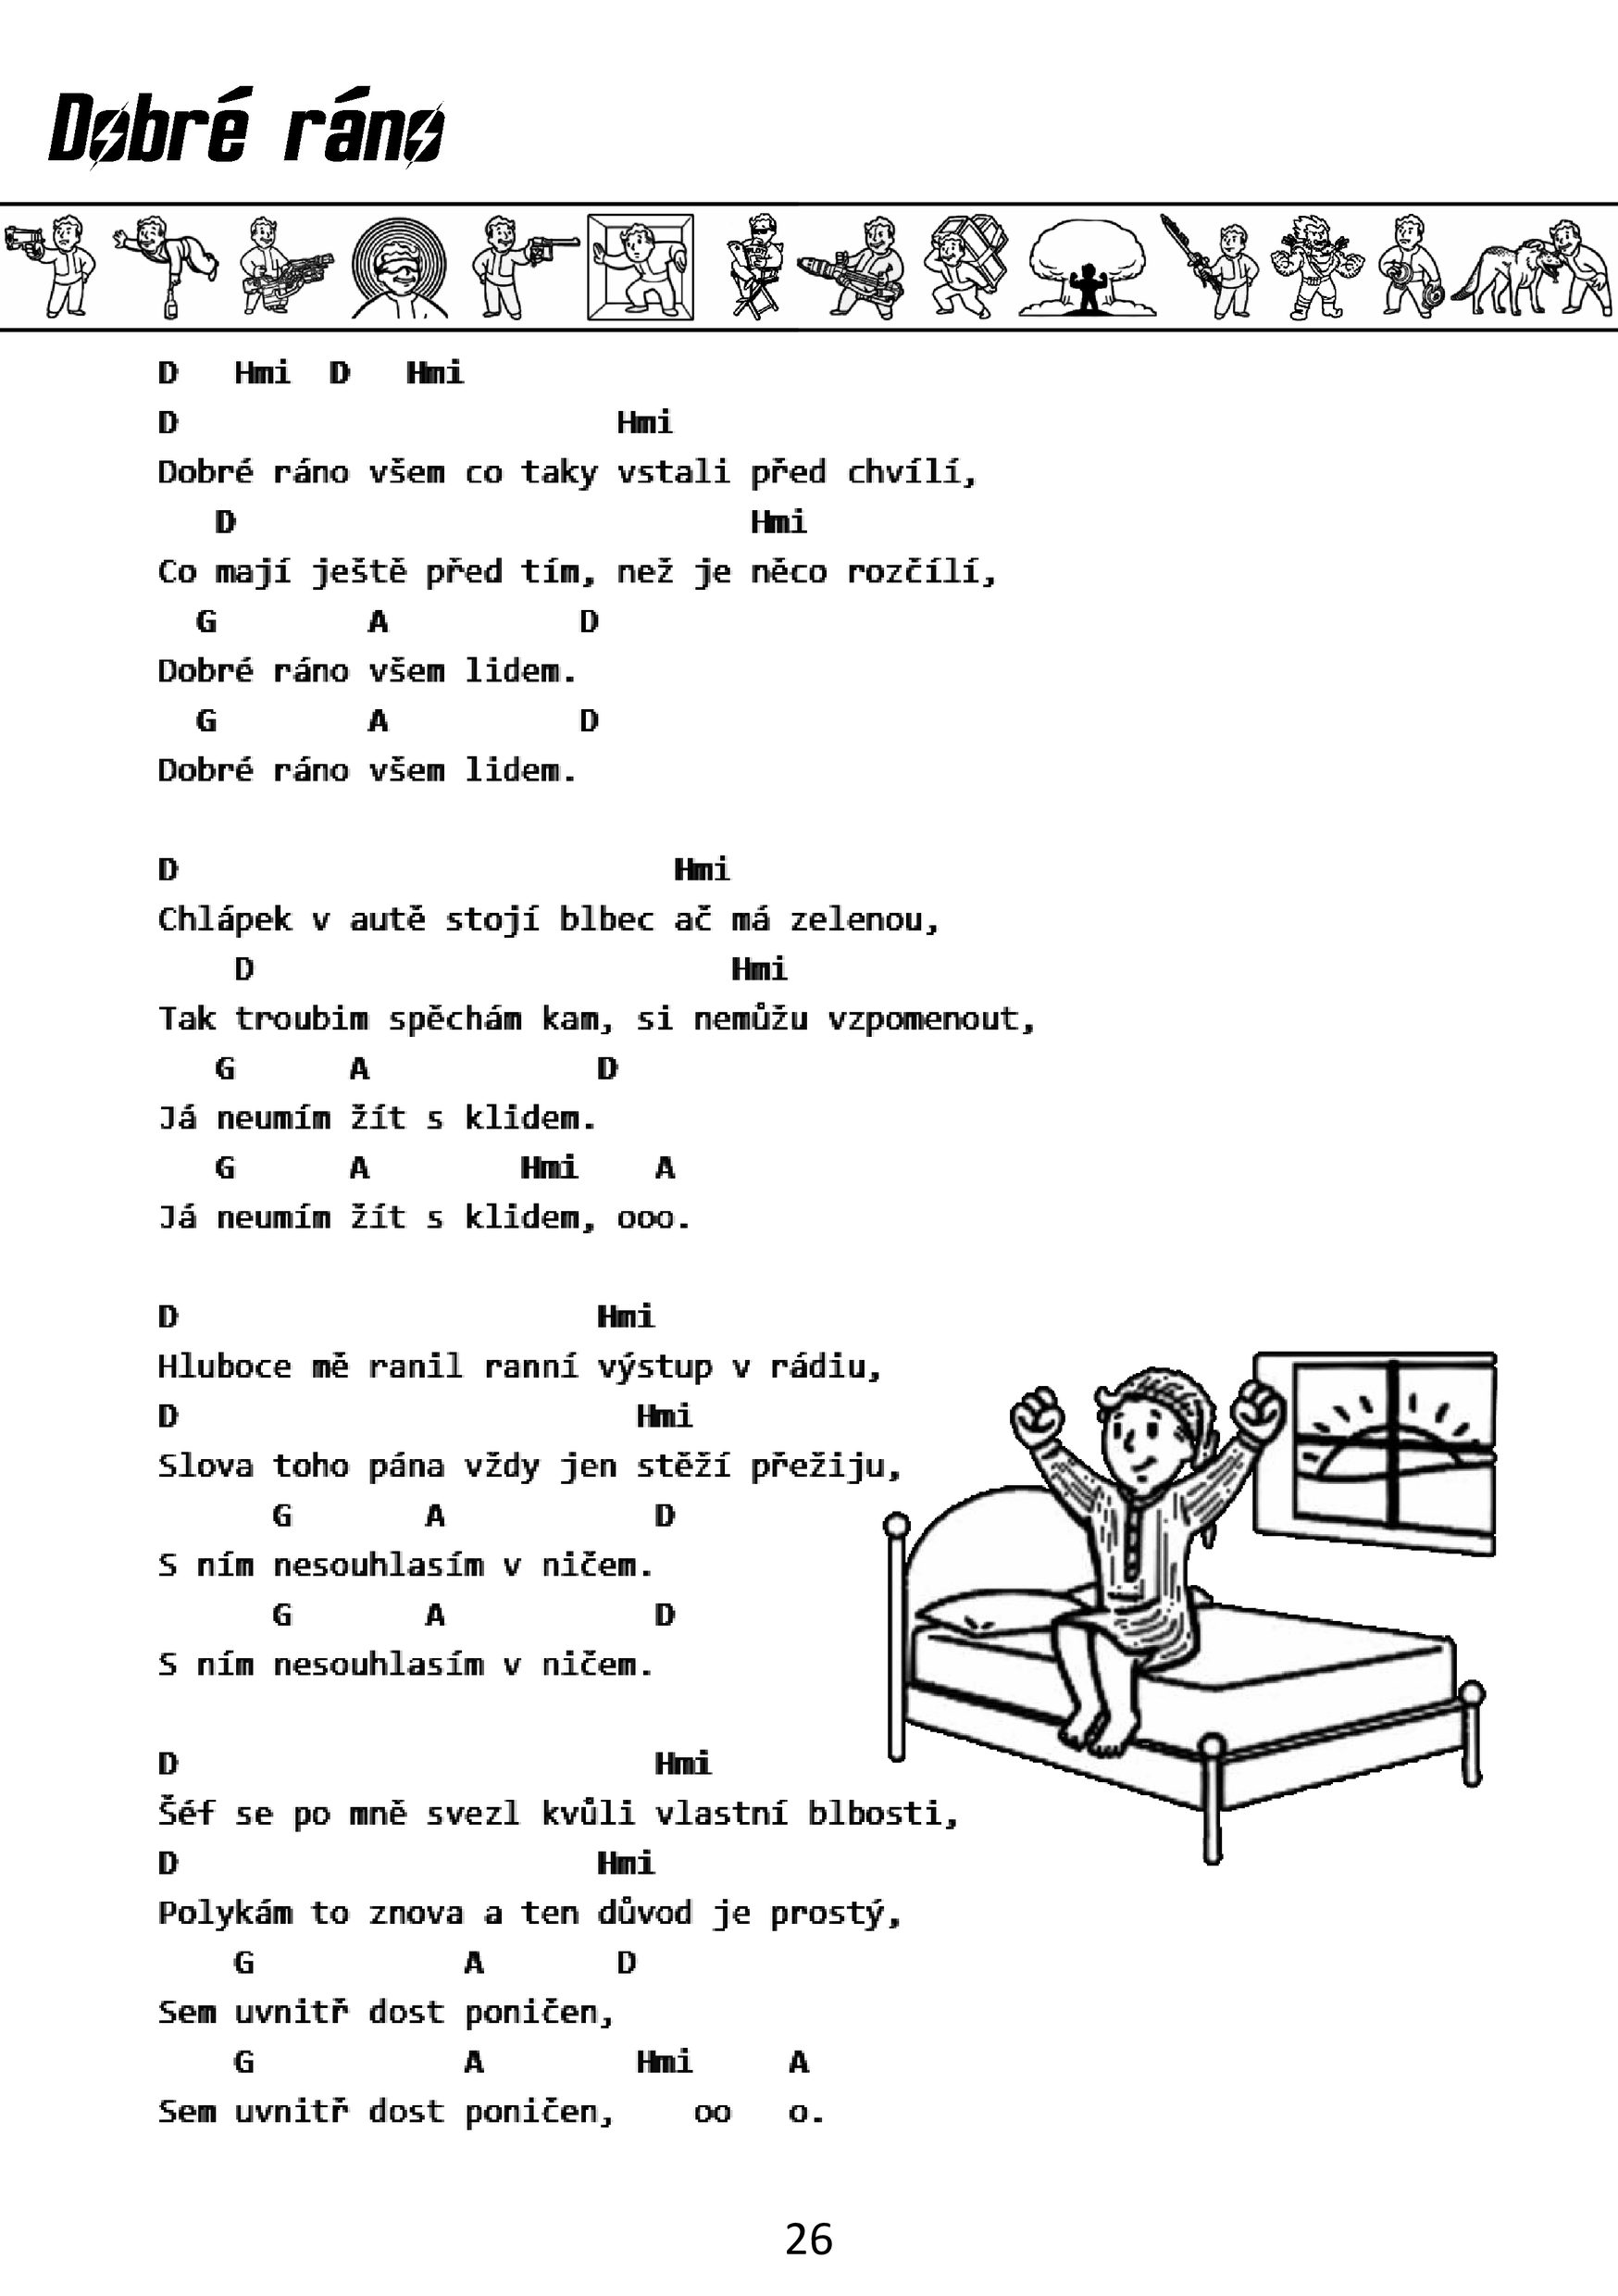 Dobré ráno
D   Hmi  D   Hmi
D                       Hmi
Dobré ráno všem co taky vstali před chvílí,
   D                           Hmi
Co mají ještě před tím, než je něco rozčílí,
  G        A          D
Dobré ráno všem lidem.
  G        A          D
Dobré ráno všem lidem.

D                          Hmi
Chlápek v autě stojí blbec ač má zelenou,
    D                         Hmi
Tak troubim spěchám kam, si nemůžu vzpomenout,
   G      A            D
Já neumím žít s klidem.
   G      A        Hmi    A
Já neumím žít s klidem, ooo.

D                      Hmi
Hluboce mě ranil ranní výstup v rádiu,
D                        Hmi
Slova toho pána vždy jen stěží přežiju,
      G       A           D
S ním nesouhlasím v ničem.
      G       A           D
S ním nesouhlasím v ničem.

D                         Hmi
Šéf se po mně svezl kvůli vlastní blbosti,
D                      Hmi
Polykám to znova a ten důvod je prostý,
    G           A       D
Sem uvnitř dost poničen,
    G           A        Hmi     A
Sem uvnitř dost poničen,    oo   o.

26